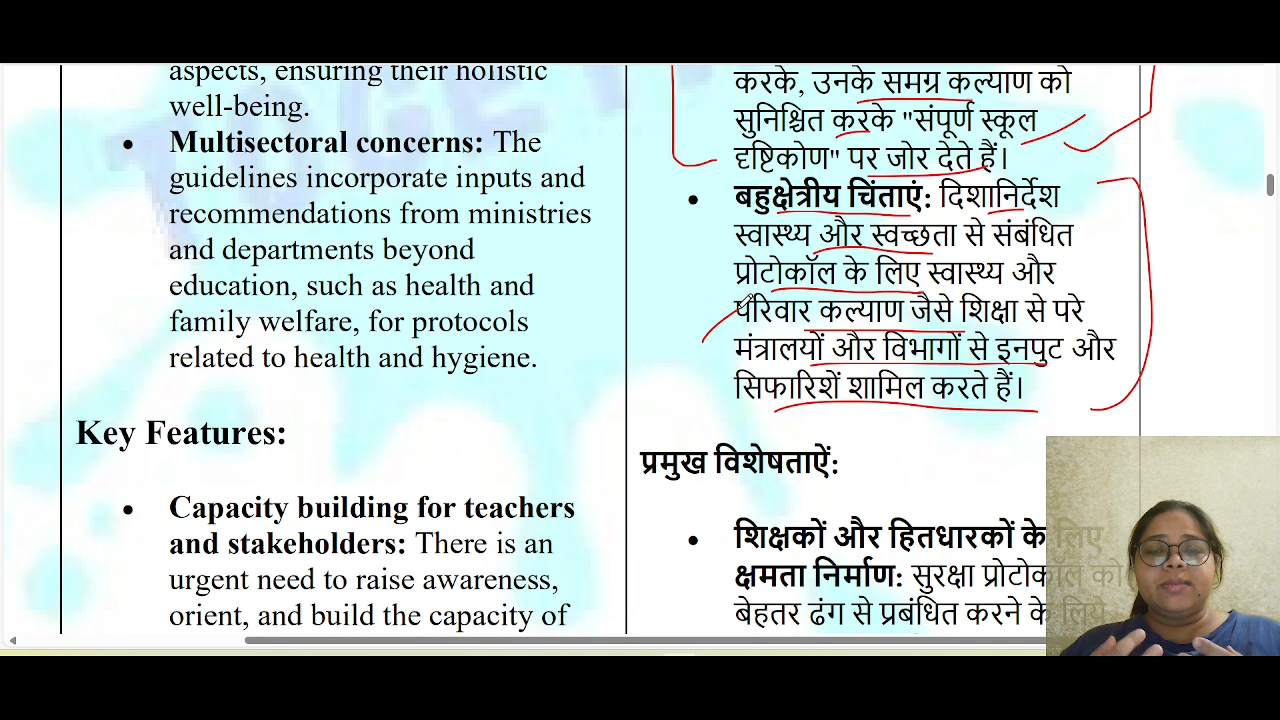 aspects, ensuring their holistic
well-being.
Multisectoral concerns: The
guidelines incorporate inputs and
recommendations from ministries
and departments beyond
education, such as health and
family welfare, for protocols
related to health and hygiene.
Key Features:
Capacity building for teachers
and stakeholders: There is an
urgent need to raise awareness,
orient, and build the capacity of
करके, उनके समग्र कल्याण को
सुनिश्चित करके "संपूर्ण स्कूल
दृष्टिकोण" पर जोर देते हैं।
बहुक्षेत्रीय चिंताएं: दिशानिर्देश
स्वास्थ्य और स्वच्छता से संबंधित
प्रोटोकॉल के लिए स्वास्थ्य और
परिवार कल्याण जैसे शिक्षा से परे
मंत्रालयों और विभागों से इनपुट और
सिफारिशें शामिल करते हैं।
प्रमुख विशेषताऐं:
शिक्षकों और हितधारकों के लिए
क्षमता निर्माण: सुरक्षा प्रोटोकॉल को
बेहतर ढंग से प्रबंधित करने के लिये